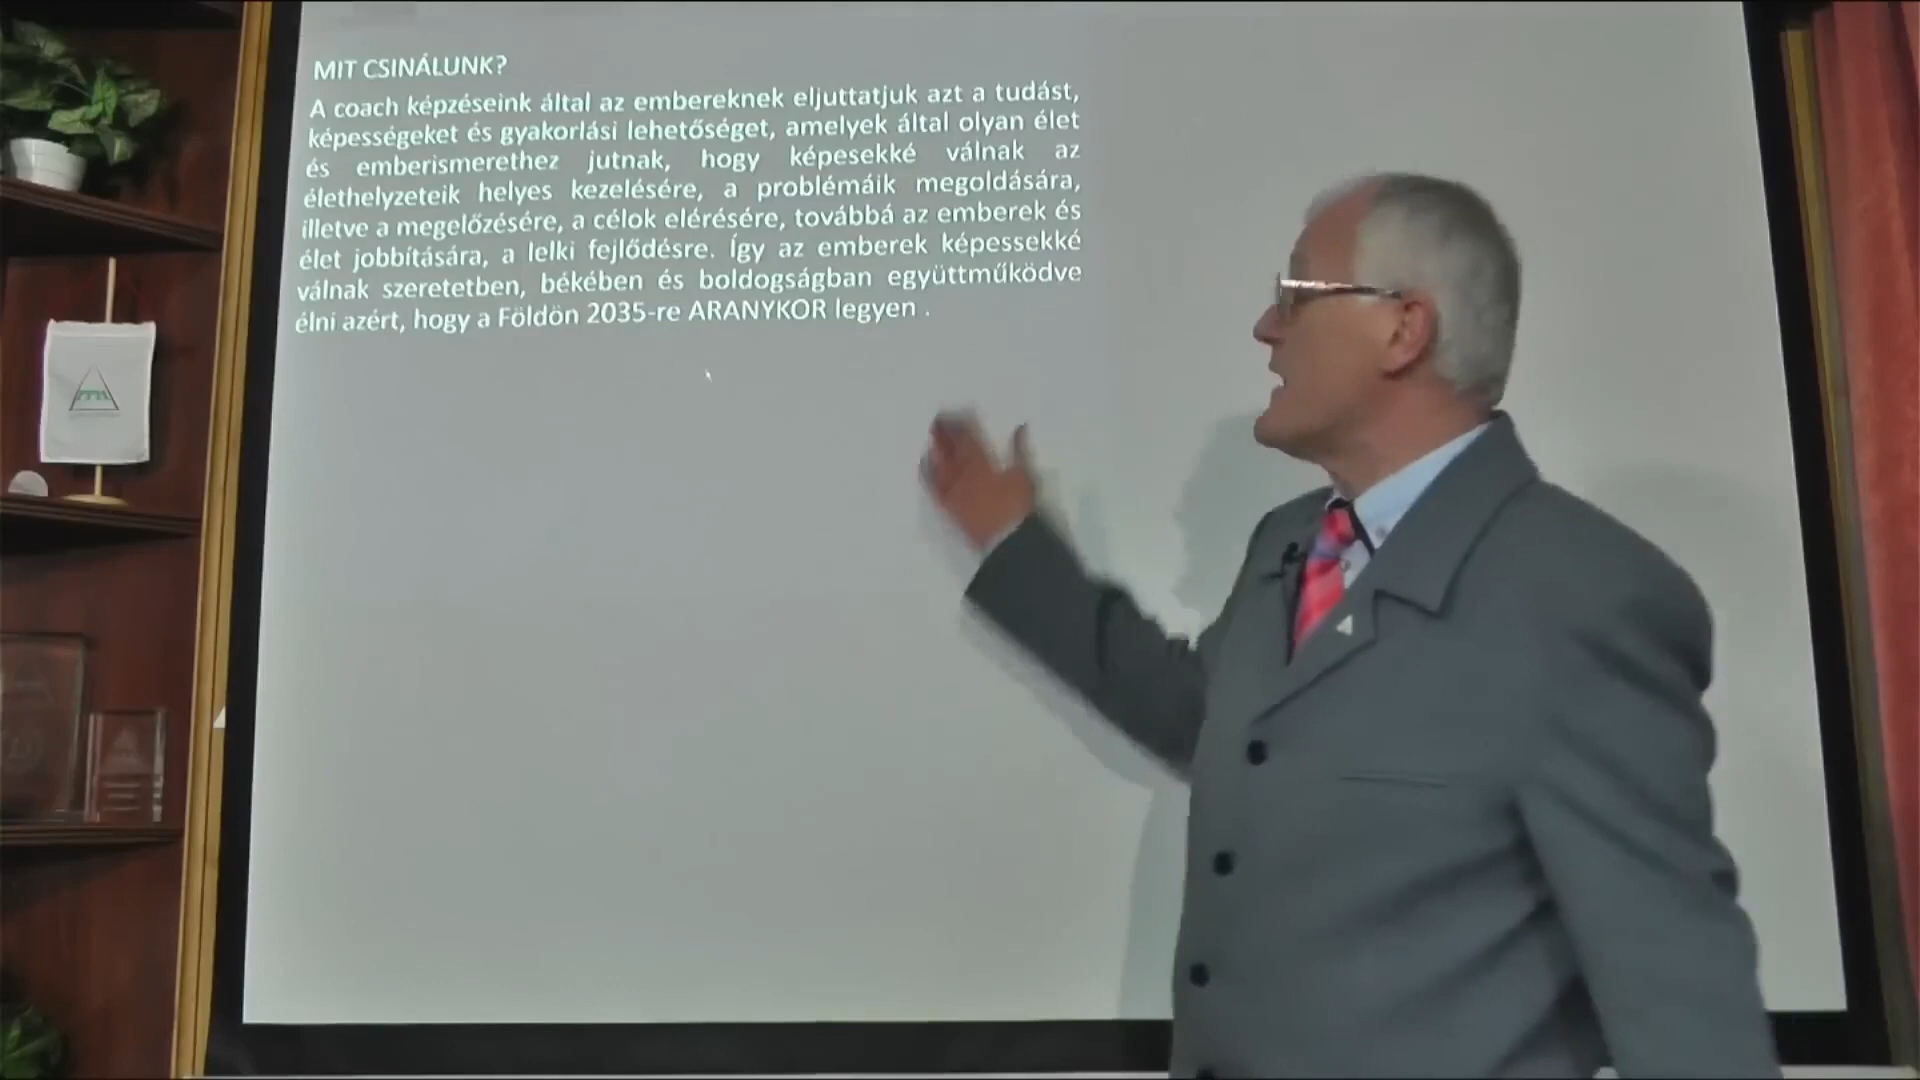 MIT CSINÁLUNK?
A coach képzéseink által az embereknek eljuttatjuk azt a tudást,
képességeket és gyakorlási lehetőséget, amelyek által olyan élet
és emberismerethez jutnak, hogy képesekké válnak az
élethelyzeteik helyes kezelésére, a problémáik megoldására,
illetve a megelőzésére, a célok elérésére, továbbá az emberek és
élet jobbítására, a lelki fejlődésre. Így az emberek képessekké
válnak szeretetben, békében és boldogságban együttműködve
élni azért, hogy a Földön 2035-re ARANYKOR legyen .